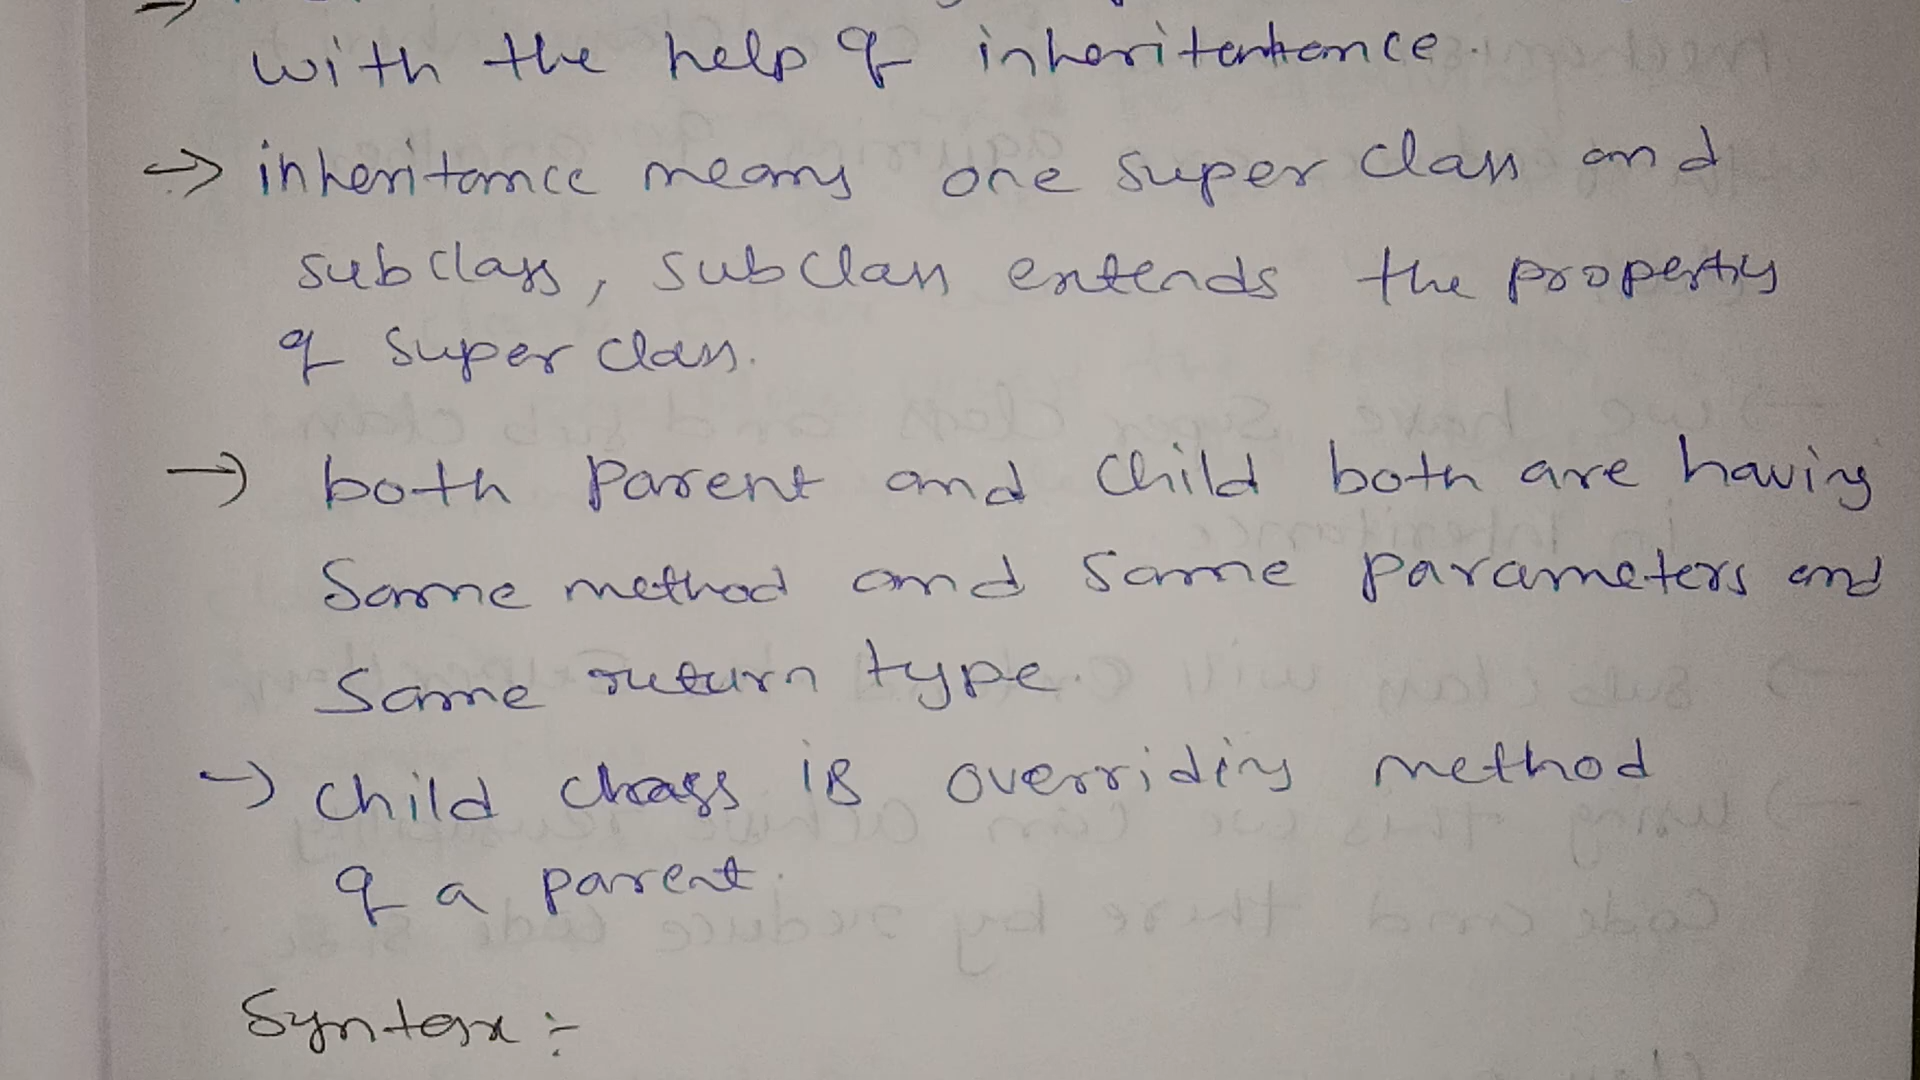 with the help of inheritentance.
→ inheritance means one super class and
subclass, subclass extends the property
of super class.
→ both parent and child both are having
Same method and same parameters and
Same return type.
→ child class is overriding method
of a parent.
Syntax :-